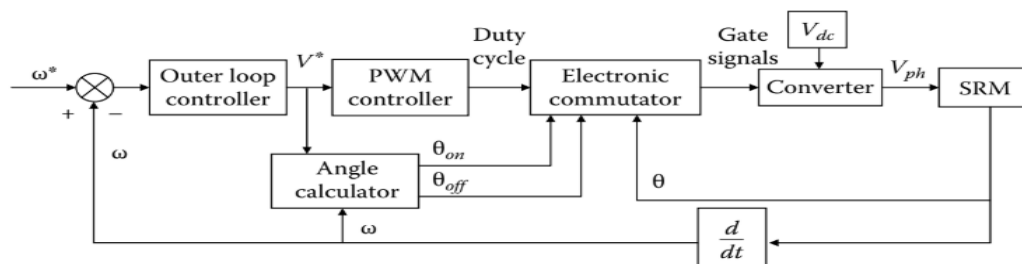 ω*
+
−
ω
Outer loop
controller
V*
PWM
controller
Duty
cycle
Electronic
commutator
Gate
signals
V_dc
Converter
V_ph
SRM
Angle
calculator
θ_on
θ_off
θ
ω
d
dt